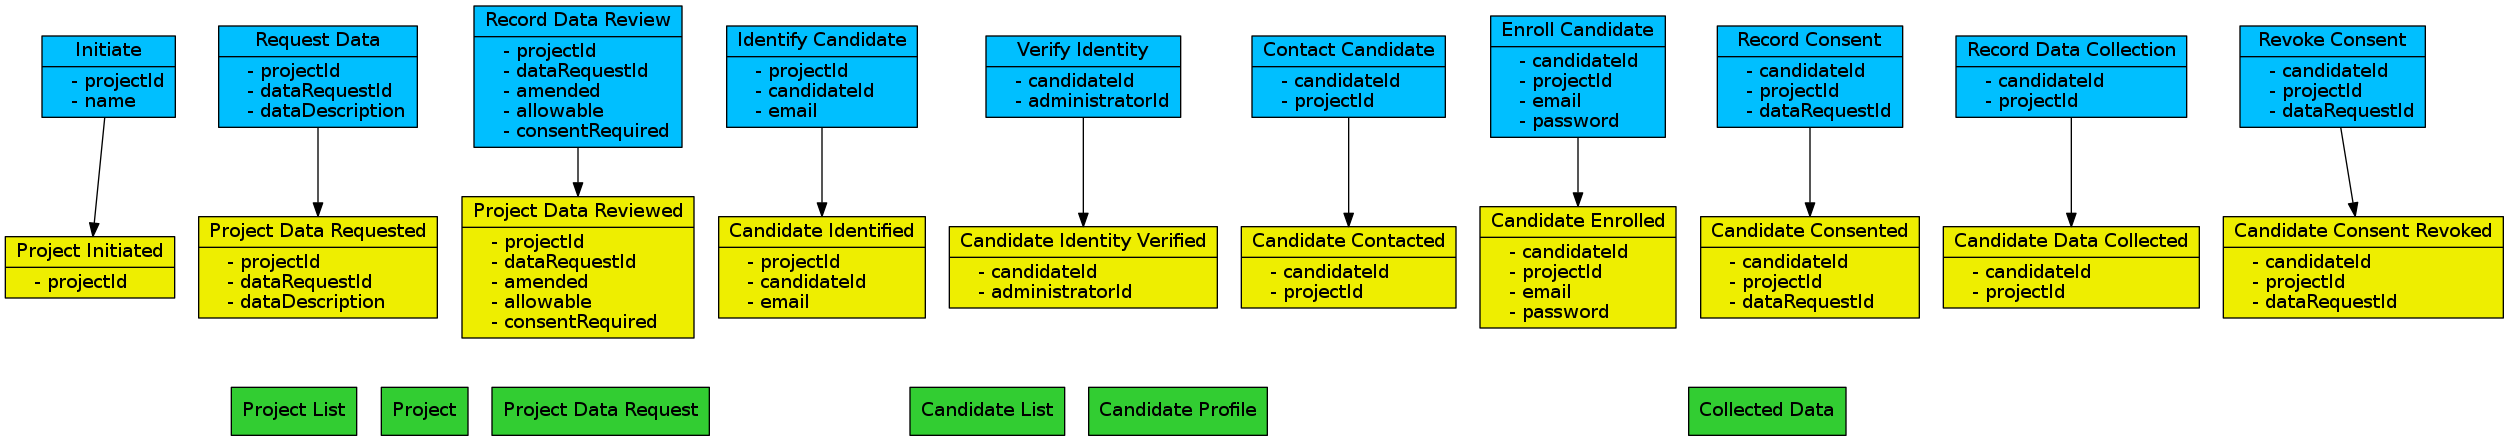 Initiate
- projectId
- name
Request Data
- projectId
- dataRequestId
- dataDescription
Record Data Review
- projectId
- dataRequestId
- amended
- allowable
- consentRequired
Identify Candidate
- projectId
- candidateId
- email
Verify Identity
- candidateId
- administratorId
Contact Candidate
- candidateId
- projectId
Enroll Candidate
- candidateId
- projectId
- email
- password
Record Consent
- candidateId
- projectId
- dataRequestId
Record Data Collection
- candidateId
- projectId
Revoke Consent
- candidateId
- projectId
- dataRequestId
Project Initiated
- projectId
Project Data Requested
- projectId
- dataRequestId
- dataDescription
Project Data Reviewed
- projectId
- dataRequestId
- amended
- allowable
- consentRequired
Candidate Identified
- projectId
- candidateId
- email
Candidate Identity Verified
- candidateId
- administratorId
Candidate Contacted
- candidateId
- projectId
Candidate Enrolled
- candidateId
- projectId
- email
- password
Candidate Consented
- candidateId
- projectId
- dataRequestId
Candidate Data Collected
- candidateId
- projectId
Candidate Consent Revoked
- candidateId
- projectId
- dataRequestId
Project List
Project
Project Data Request
Candidate List
Candidate Profile
Collected Data